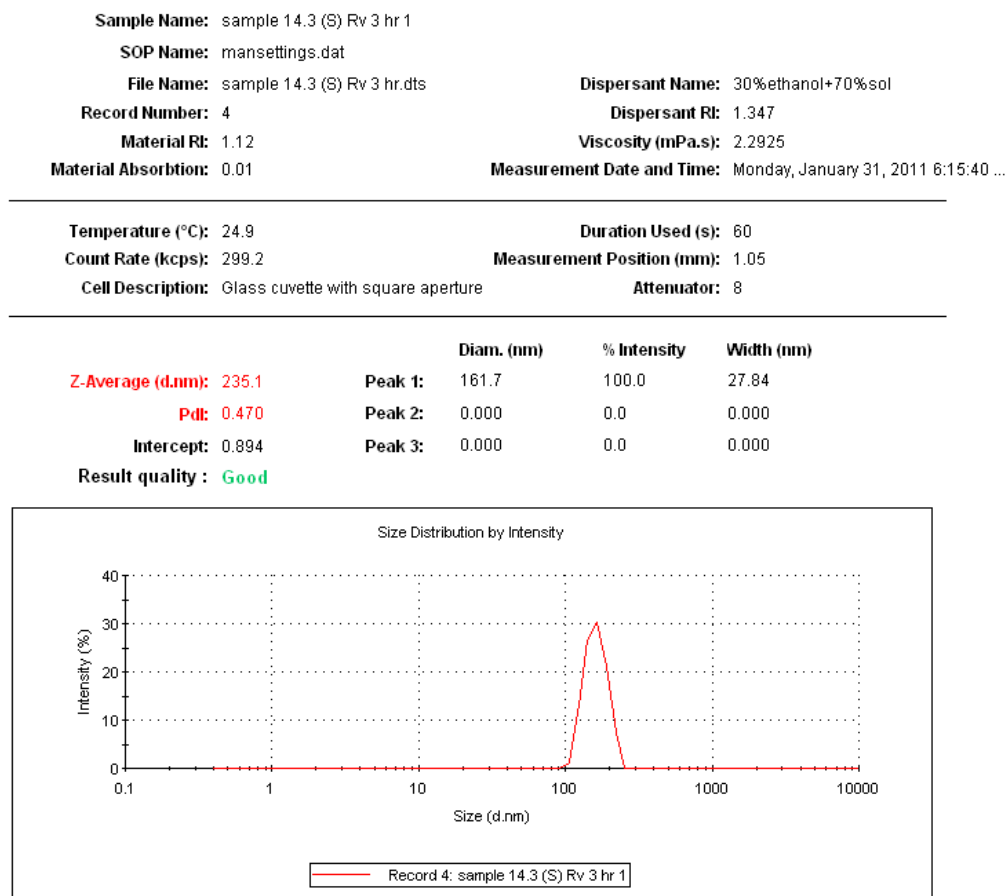 Sample Name: sample 14.3 (S) Rv 3 hr 1
SOP Name: mansettings.dat
File Name: sample 14.3 (S) Rv 3 hr.dts Dispersant Name: 30%ethanol+70%sol
Record Number: 4 Dispersant RI: 1.347
Material RI: 1.12 Viscosity (mPa.s): 2.2925
Material Absorbtion: 0.01 Measurement Date and Time: Monday, January 31, 2011 6:15:40 ...
Temperature (°C): 24.9 Duration Used (s): 60
Count Rate (kcps): 299.2 Measurement Position (mm): 1.05
Cell Description: Glass cuvette with square aperture Attenuator: 8
Diam. (nm) % Intensity Width (nm)
Z-Average (d.nm): 235.1 Peak 1: 161.7 100.0 27.84
PdI: 0.470 Peak 2: 0.000 0.0 0.000
Intercept: 0.894 Peak 3: 0.000 0.0 0.000
Result quality : Good
Size Distribution by Intensity
40
30
20
10
0
Intensity (%)
0.1 1 10 100 1000 10000
Size (d.nm)
Record 4: sample 14.3 (S) Rv 3 hr 1